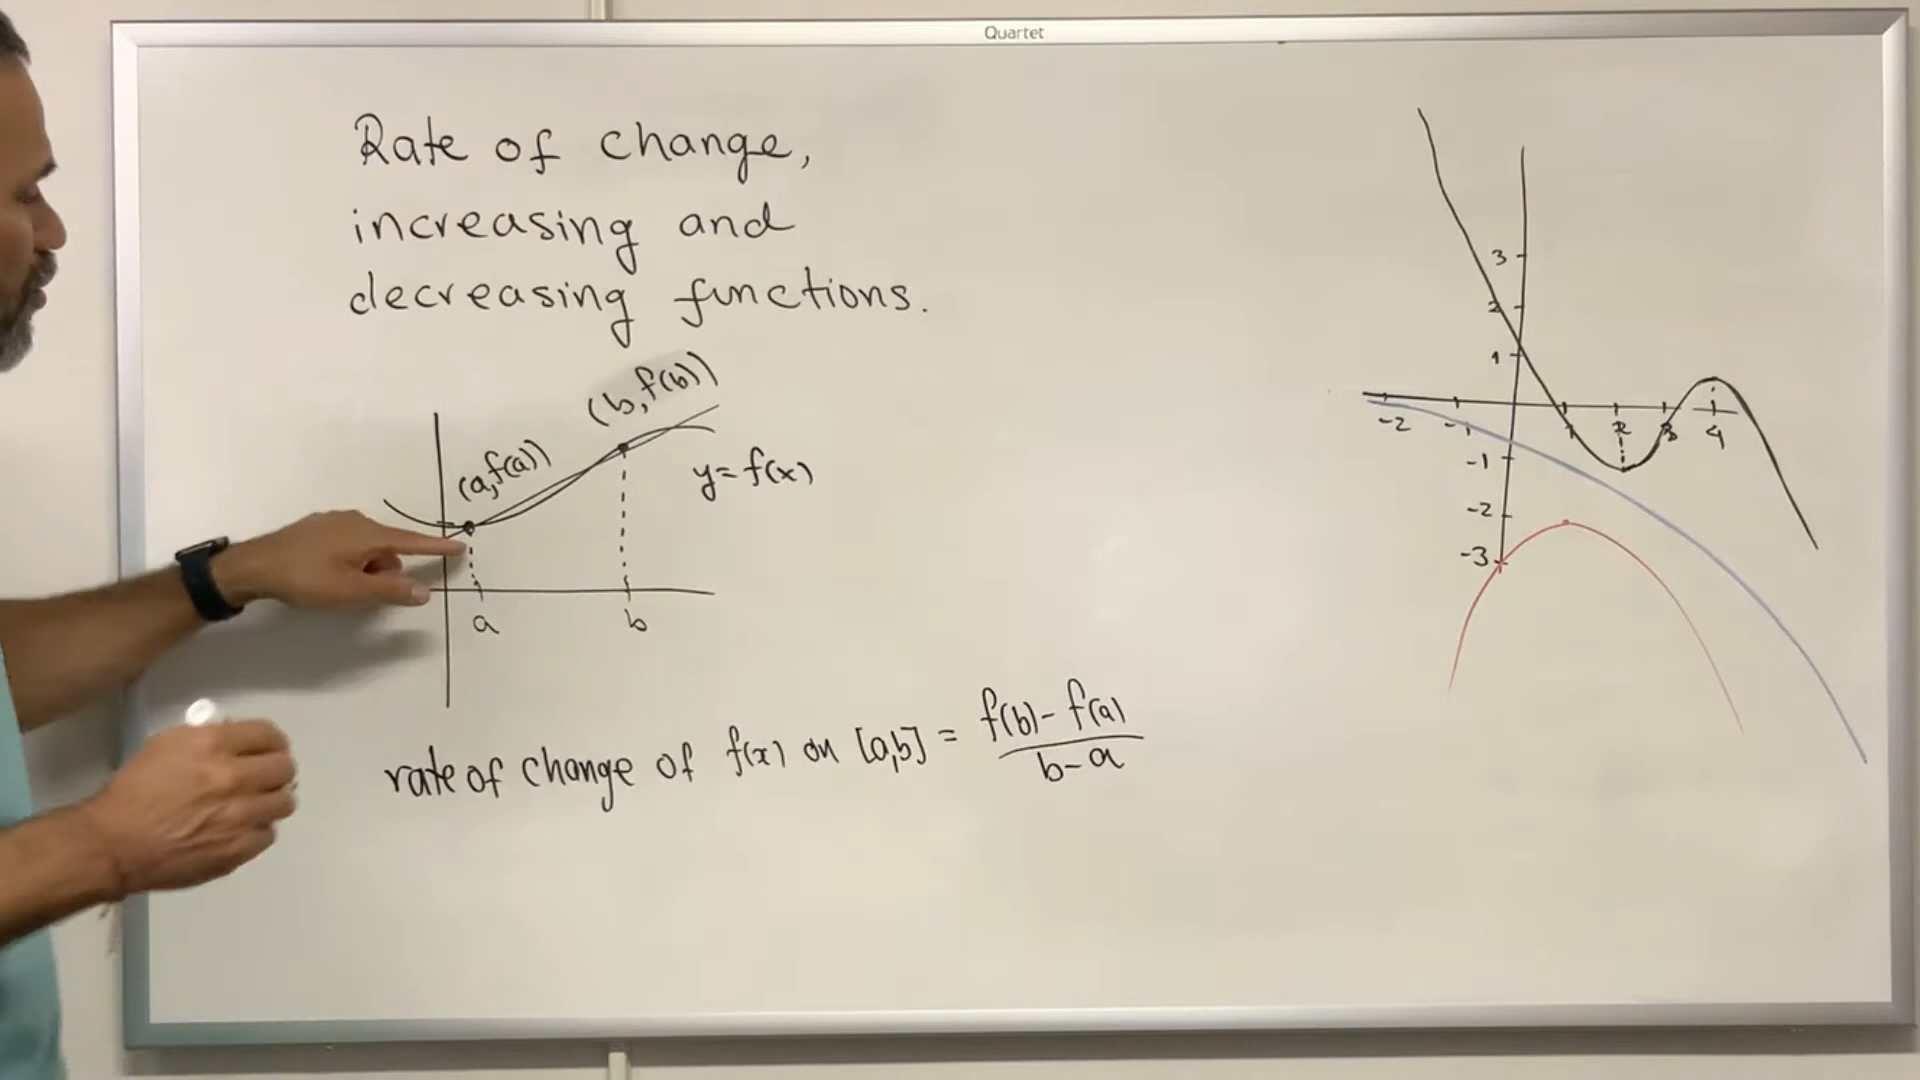 Quartet
Rate of change,
increasing and
decreasing functions.
(b, f(b))
(a, f(a))
y = f(x)
a b
rate of change of f(x) on [a,b] = f(b) - f(a)
b - a
3
2
1
-2 -1 1 2 3 4
-1
-2
-3